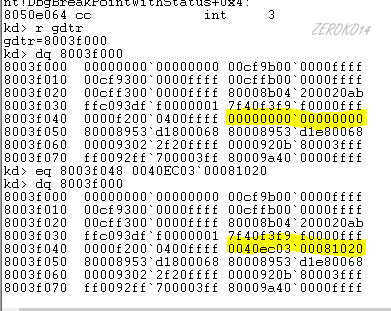 nt!DbgBreakPointWithStatus+0x4:
8050e064 cc              int     3
kd> r gdtr
ZEROKO14
gdtr=8003f000
kd> dq 8003f000
8003f000  00000000`00000000 00cf9b00`0000ffff
8003f010  00cf9300`0000ffff 00cffb00`0000ffff
8003f020  00cff300`0000ffff 80008b04`200020ab
8003f030  ffc093df`f0000001 7f40f3f9`f0000fff
8003f040  0000f200`0400ffff 00000000`00000000
8003f050  80008953`d1800068 80008953`d1e80068
8003f060  00009302`2f20ffff 0000920b`80003fff
8003f070  ff0092ff`700003ff 80009a40`0000ffff
kd> eq 8003f048 0040EC03`00081020
kd> dq 8003f000
8003f000  00000000`00000000 00cf9b00`0000ffff
8003f010  00cf9300`0000ffff 00cffb00`0000ffff
8003f020  00cff300`0000ffff 80008b04`200020ab
8003f030  ffc093df`f0000001 7f40f3f9`f0000fff
8003f040  0000f200`0400ffff 0040ec03`00081020
8003f050  80008953`d1800068 80008953`d1e80068
8003f060  00009302`2f20ffff 0000920b`80003fff
8003f070  ff0092ff`700003ff 80009a40`0000ffff